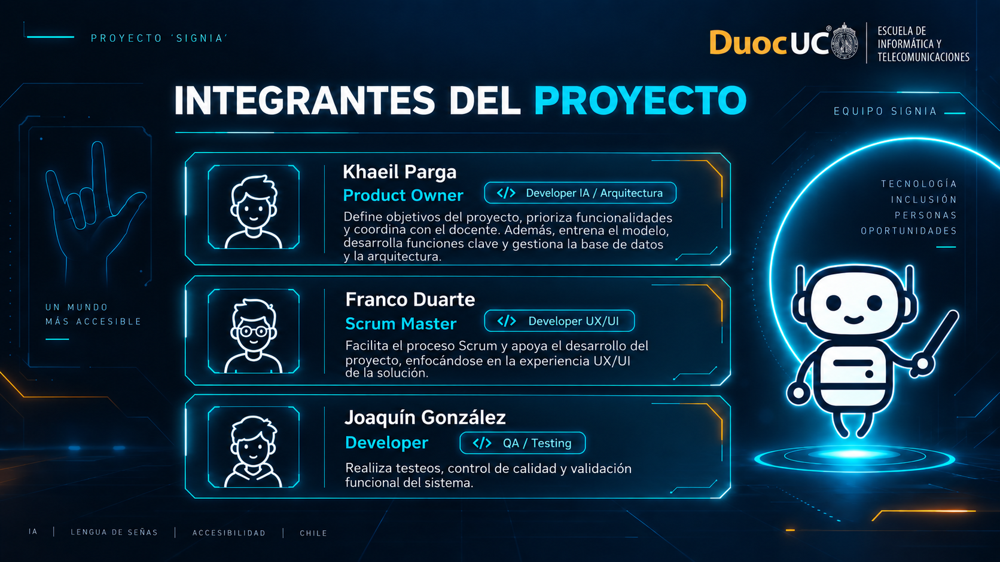 PROYECTO ‘SIGNIA’
DuocUC®
ESCUELA DE
INFORMÁTICA Y
TELECOMUNICACIONES
INTEGRANTES DEL PROYECTO
EQUIPO SIGNIA
TECNOLOGÍA
INCLUSIÓN
PERSONAS
OPORTUNIDADES
UN MUNDO
MÁS ACCESIBLE
Khaeil Parga
Product Owner
</> Developer IA / Arquitectura
Define objetivos del proyecto, prioriza funcionalidades
y coordina con el docente. Además, entrena el modelo,
desarrolla funciones clave y gestiona la base de datos
y la arquitectura.
Franco Duarte
Scrum Master
</> Developer UX/UI
Facilita el proceso Scrum y apoya el desarrollo del
proyecto, enfocándose en la experiencia UX/UI
de la solución.
Joaquín González
Developer
</> QA / Testing
Realiiza testeos, control de calidad y validación
funcional del sistema.
IA | LENGUA DE SEÑAS | ACCESIBILIDAD | CHILE